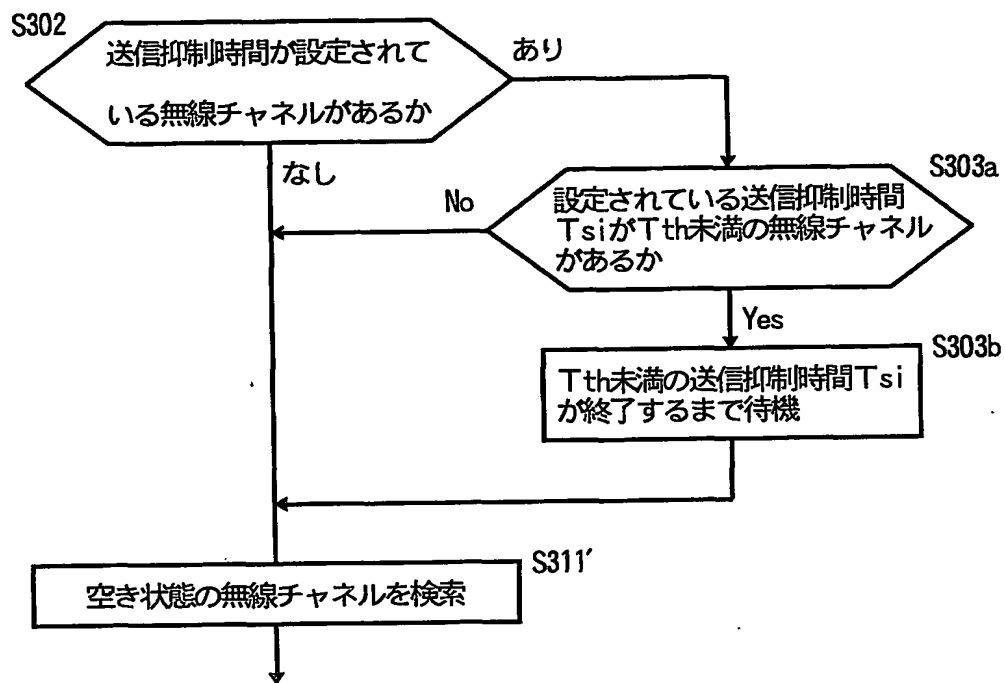 S302
送信抑制時間が設定されて
いる無線チャネルがあるか
あり
なし
S303a
設定されている送信抑制時間
TsiがTth未満の無線チャネル
があるか
No
Yes
S303b
Tth未満の送信抑制時間Tsi
が終了するまで待機
S311′
空き状態の無線チャネルを検索